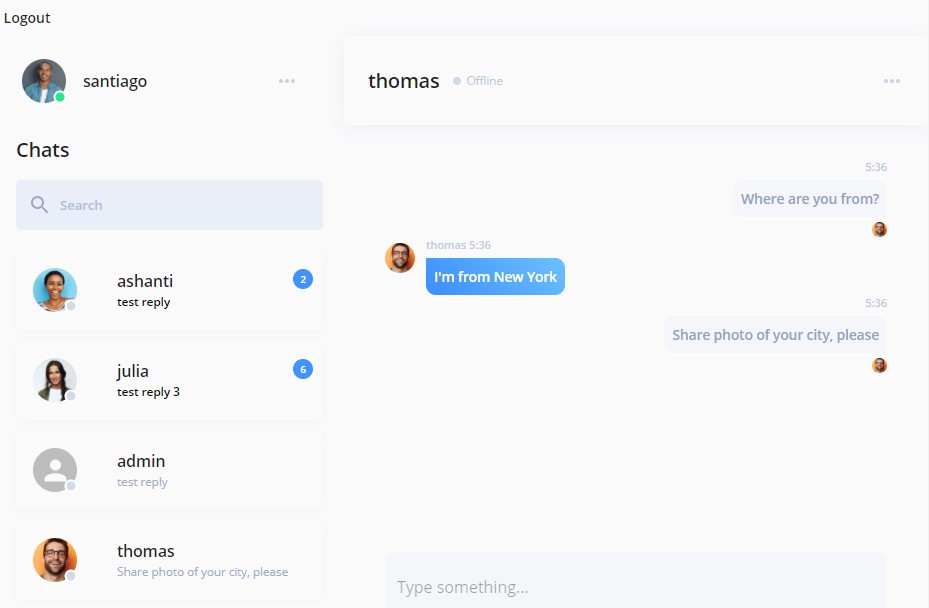 Logout
santiago
Chats
Search
ashanti
2
test reply
julia
6
test reply 3
admin
test reply
thomas
Share photo of your city, please
thomas
Offline
5:36
Where are you from?
thomas 5:36
I'm from New York
5:36
Share photo of your city, please
Type something...